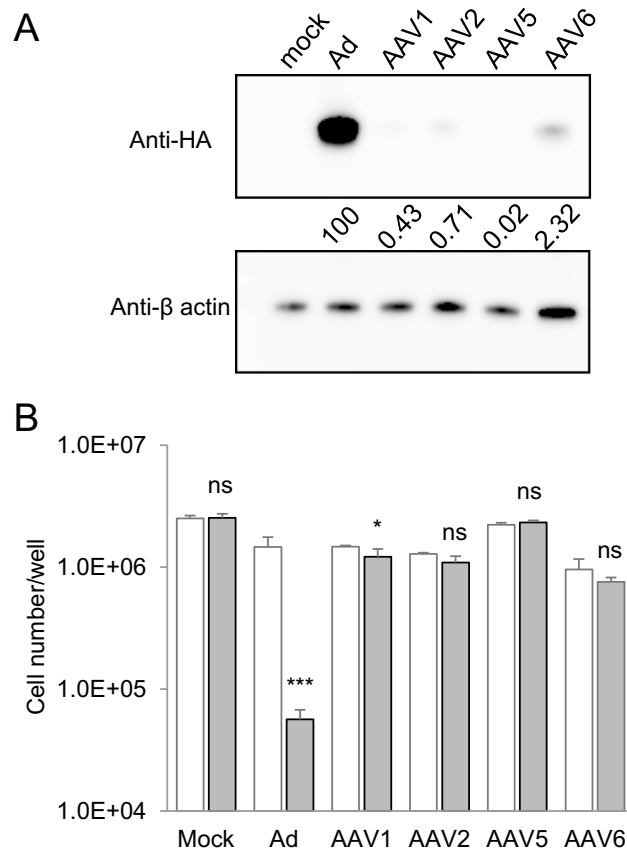 A
mock Ad AAV1 AAV2 AAV5 AAV6
Anti-HA
100 0.43 0.71 0.02 2.32
Anti-β actin
B
1.0E+07
1.0E+06
1.0E+05
1.0E+04
Cell number/well
ns
***
*
ns
ns
ns
Mock Ad AAV1 AAV2 AAV5 AAV6